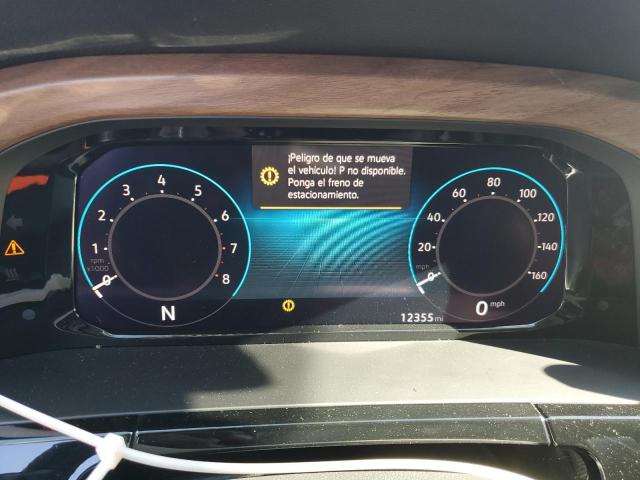 ¡Peligro de que se mueva
el vehículo! P no disponible.
Ponga el freno de
estacionamiento.
0 1 2 3 4 5 6 7 8
rpm
x1000
N
0 20 40 60 80 100 120 140 160
mph
0 mph
12355 mi